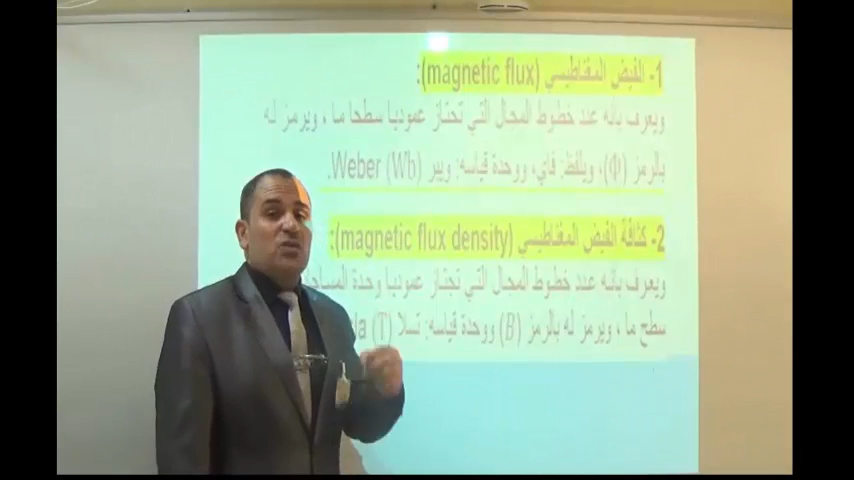 1- الفيض المغناطيسي (magnetic flux):
ويعرف بأنه عدد خطوط المجال التي تجتاز عموديا سطحا ما ، ويرمز له
بالرمز (Φ)، ويلفظ: فاي، ووحدة قياسه: ويبر Weber (Wb).
2- كثافة الفيض المغناطيسي (magnetic flux density):
ويعرف بأنه عدد خطوط المجال التي تجتاز عموديا وحدة
سطح ما ، ويرمز له بالرمز (B) ووحدة قياسه: تسلا (T)